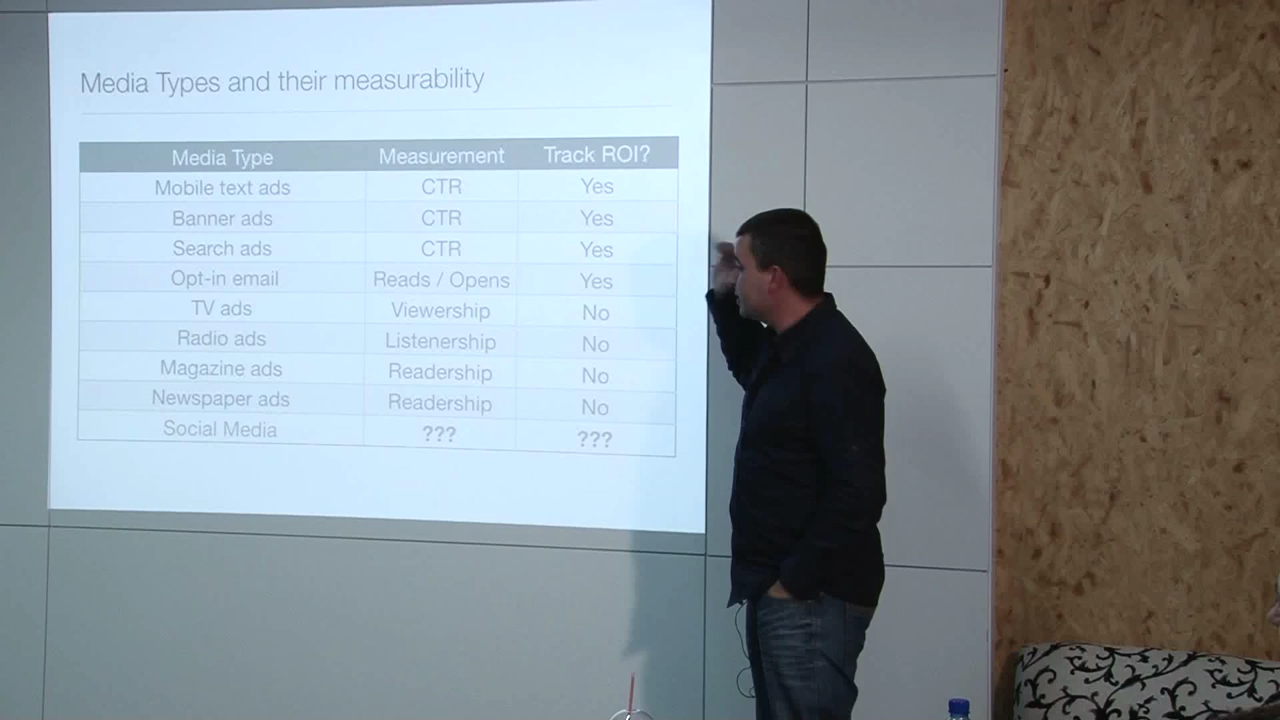 Media Types and their measurability
Media Type Measurement Track ROI?
Mobile text ads CTR Yes
Banner ads CTR Yes
Search ads CTR Yes
Opt-in email Reads / Opens Yes
TV ads Viewership No
Radio ads Listenership No
Magazine ads Readership No
Newspaper ads Readership No
Social Media ??? ???